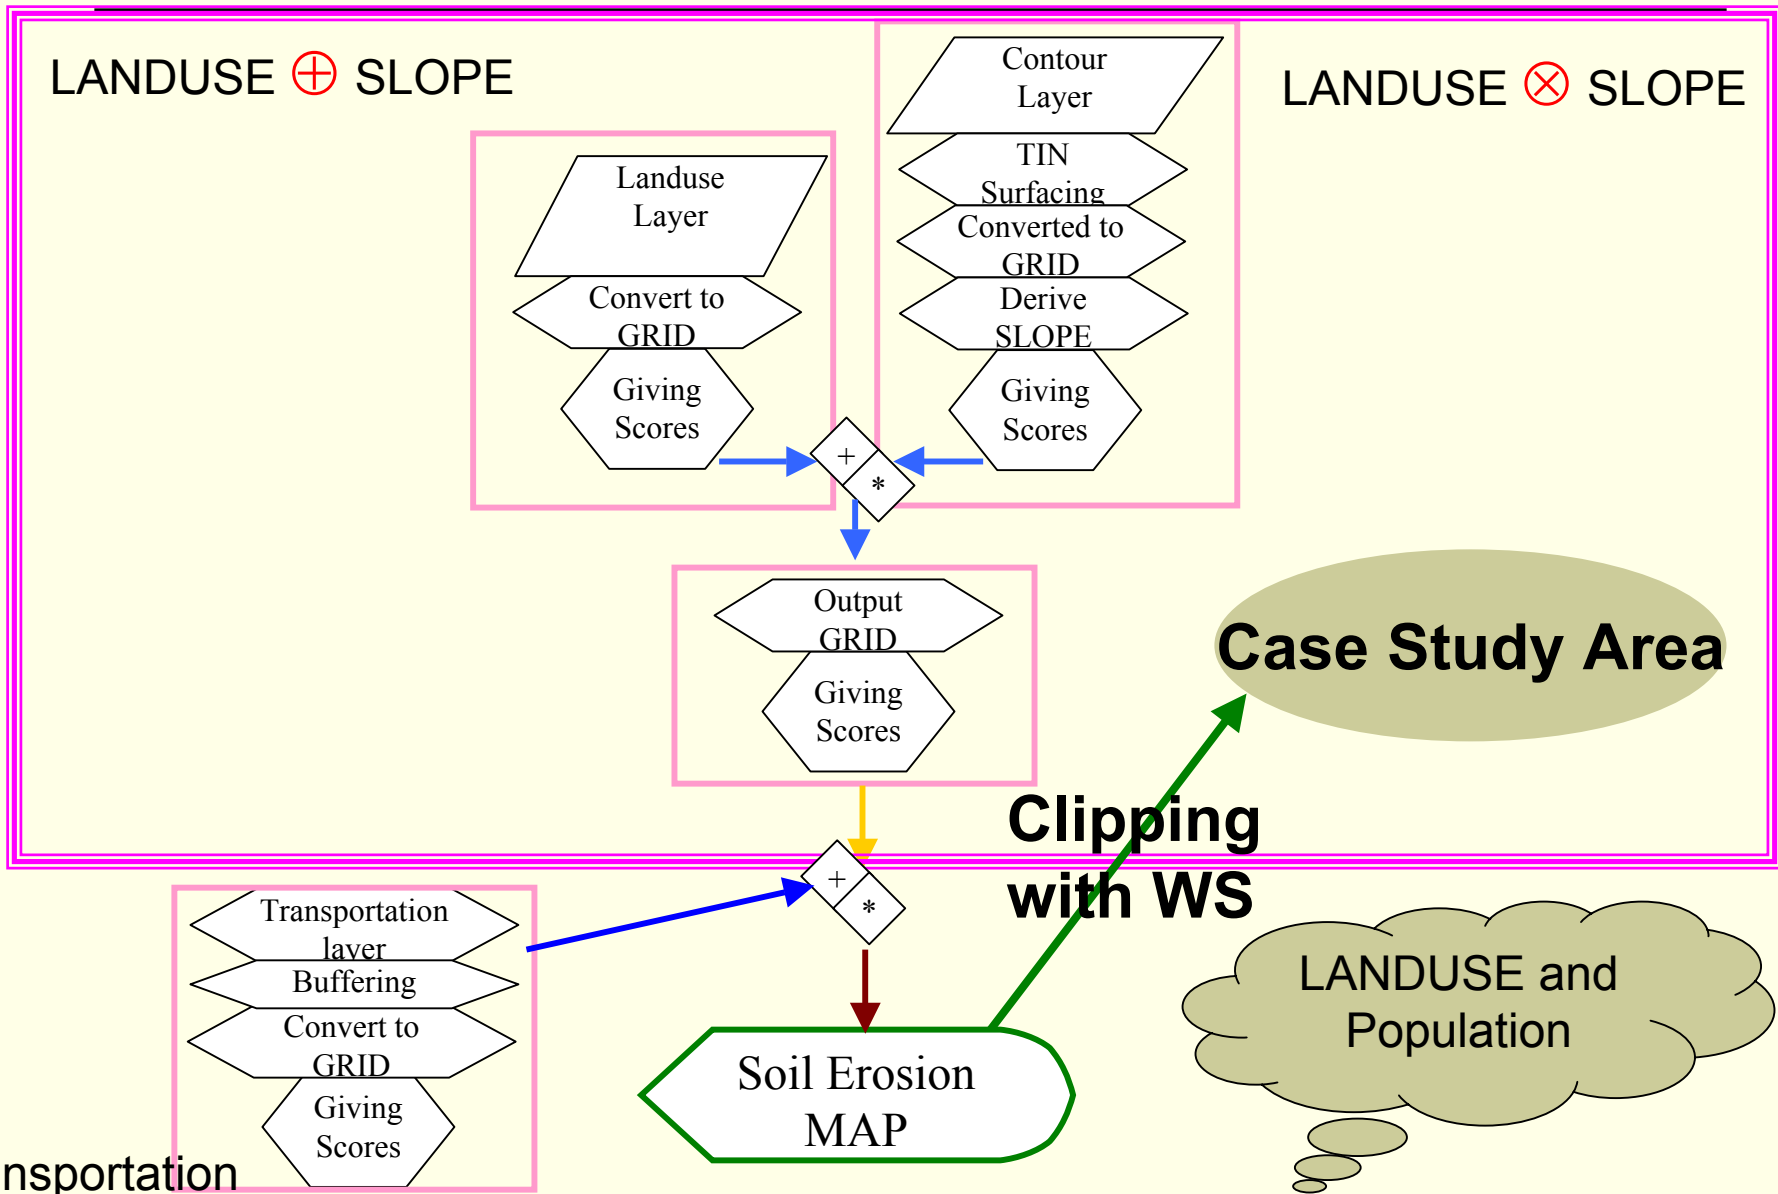 LANDUSE ⊕ SLOPE
LANDUSE ⊗ SLOPE
Contour
Layer
TIN
Surfacing
Converted to
GRID
Derive
SLOPE
Giving
Scores
Landuse
Layer
Convert to
GRID
Giving
Scores
+
*
Output
GRID
Giving
Scores
Case Study Area
Clipping
with WS
+
*
Transportation
layer
Buffering
Convert to
GRID
Giving
Scores
Soil Erosion
MAP
LANDUSE and
Population
nsportation